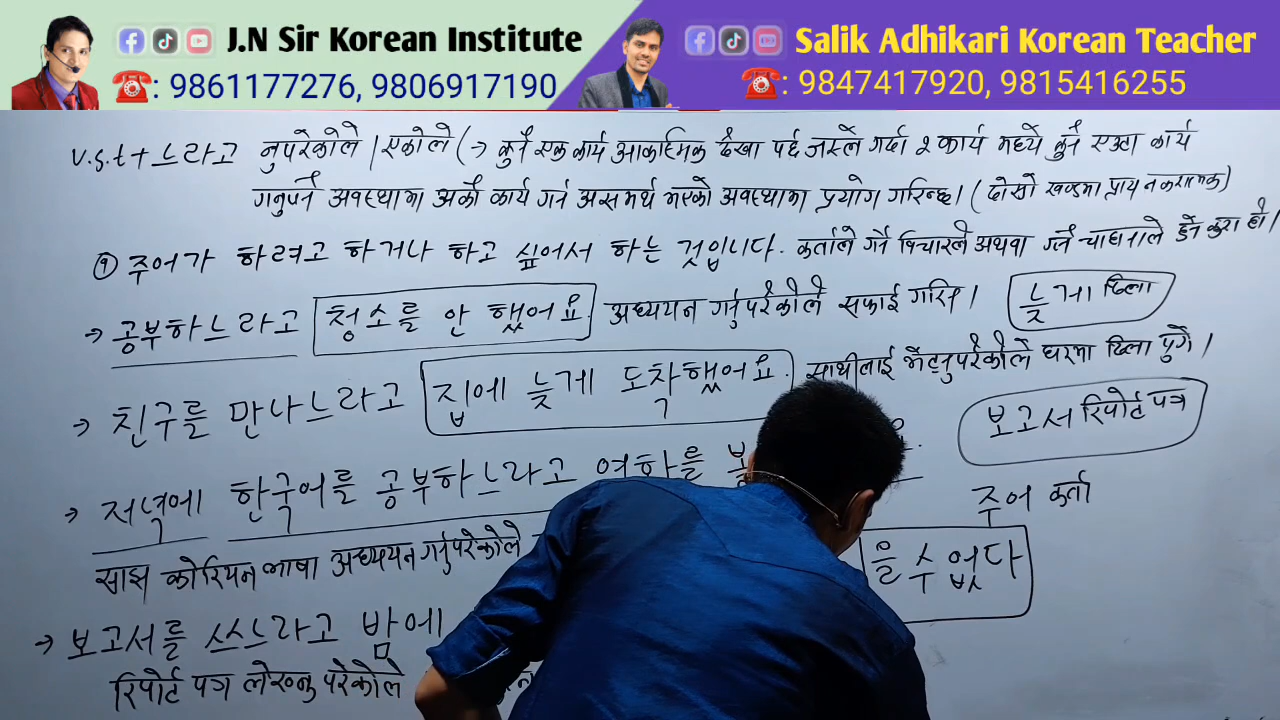 J.N Sir Korean Institute
☎: 9861177276, 9806917190
Salik Adhikari Korean Teacher
☎: 9847417920, 9815416255
v.s.t + 느라고 नुपरेकोले । एकोले (→ कुनै एक कार्य आकस्मिक देखा पर्द जस्ले गर्दा २ कार्य मध्ये कुनै एउटा कार्य
गनुपर्ने अवस्थामा अर्को कार्य गर्न असमर्थ भएको अवस्थामा प्रयोग गरिन्छ। (दोस्रो खण्डमा प्राय नकरात्मक)
① 주어가 하려고 하거나 하고 싶어서 하는 것입니다. कर्ताले गर्ने विचारले अथवा गर्न चाहनाले हुने कुरा हो।
→ 공부하느라고 청소를 안 했어요. अध्ययन गर्नुपरेकोले सफाई गरिन। 늦게 ढिला
→ 친구를 만나느라고 집에 늦게 도착했어요. साथीलाई भेट्नुपरेकोले घरमा ढिला पुगें।
보고서 रिपोर्ट पत्र
→ 저녁에 한국어를 공부하느라고 여하를
주어 कर्ता
साझ कोरियन भाषा अध्ययन गर्नुपरेकोले
을 수 없다
→ 보고서를 쓰느라고 밤에
रिपोर्ट पत्र लेख्नु परेकोले